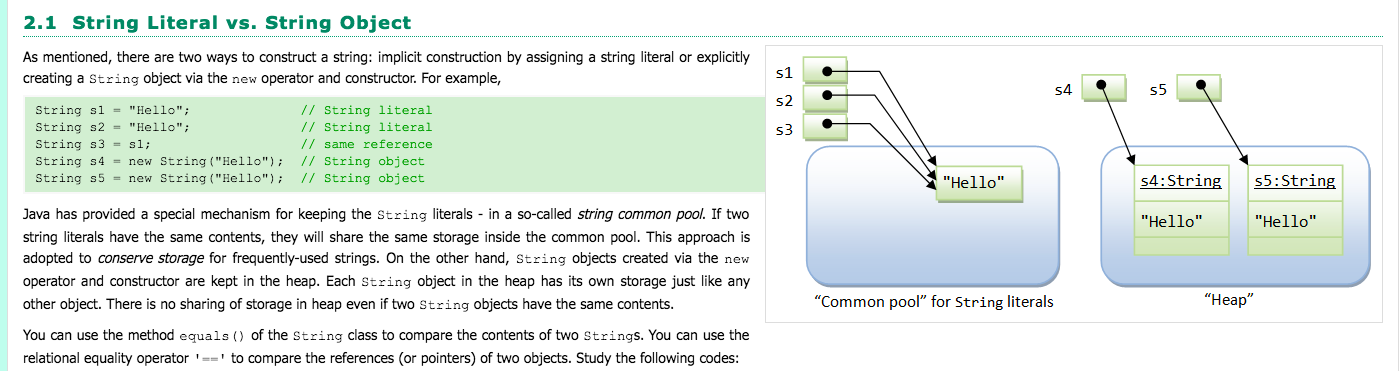 2.1 String Literal vs. String Object
As mentioned, there are two ways to construct a string: implicit construction by assigning a string literal or explicitly
creating a String object via the new operator and constructor. For example,
String s1 = "Hello"; // String literal
String s2 = "Hello"; // String literal
String s3 = s1; // same reference
String s4 = new String("Hello"); // String object
String s5 = new String("Hello"); // String object
Java has provided a special mechanism for keeping the String literals - in a so-called string common pool. If two
string literals have the same contents, they will share the same storage inside the common pool. This approach is
adopted to conserve storage for frequently-used strings. On the other hand, String objects created via the new
operator and constructor are kept in the heap. Each String object in the heap has its own storage just like any
other object. There is no sharing of storage in heap even if two String objects have the same contents.
You can use the method equals() of the String class to compare the contents of two Strings. You can use the
relational equality operator '==' to compare the references (or pointers) of two objects. Study the following codes:
s1
s2
s3
"Hello"
“Common pool” for String literals
s4
s5
s4:String
"Hello"
s5:String
"Hello"
“Heap”